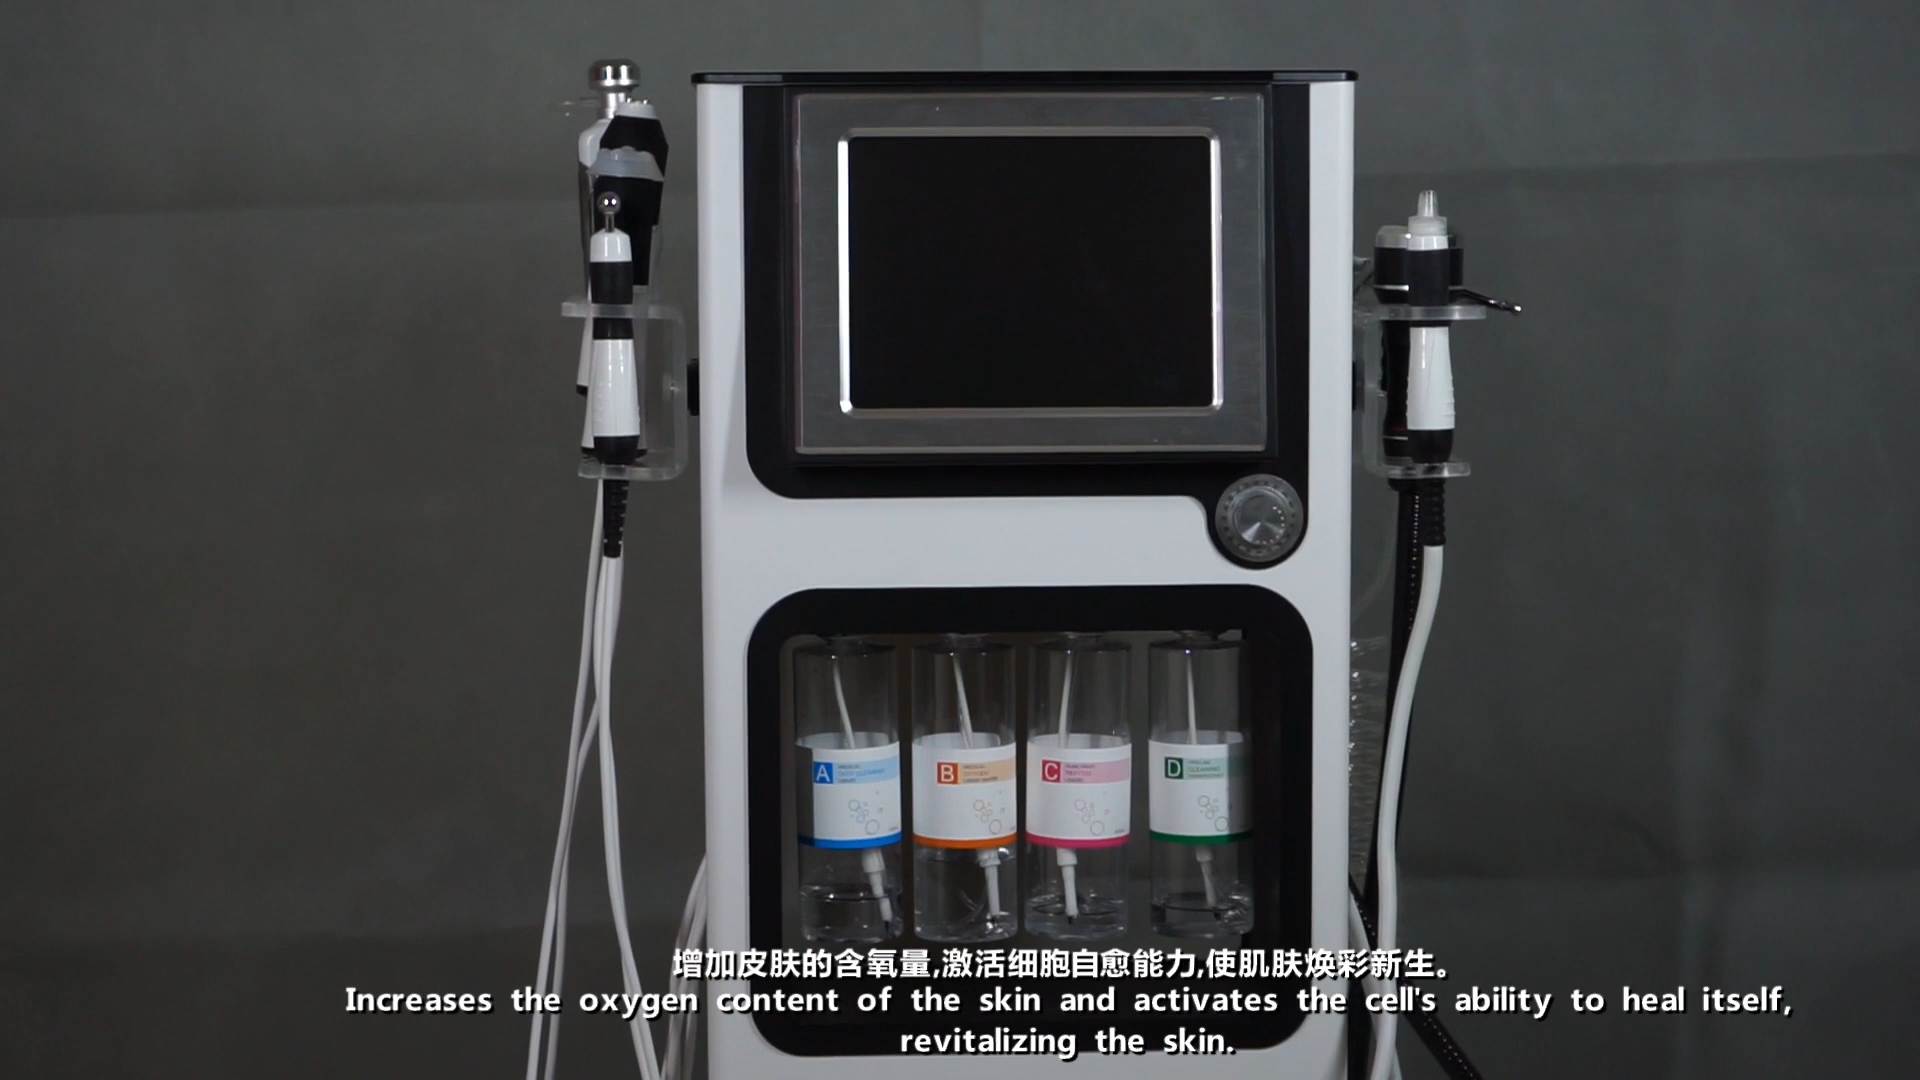 A
B
C
D
增加皮肤的含氧量,激活细胞自愈能力,使肌肤焕彩新生。
Increases the oxygen content of the skin and activates the cell's ability to heal itself,
revitalizing the skin.